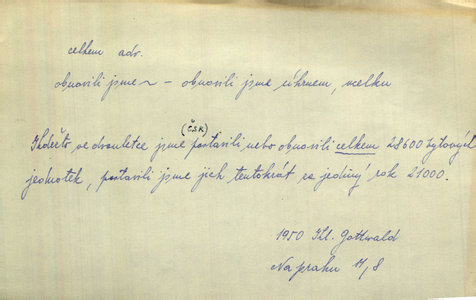 celkem adv.
obnovili jsme ~ – obnovili jsme úhrnem, vcelku
(ČSR)
Kdežto ve dvouletce jsme postavili nebo obnovili celkem 28600 bytových
jednotek, postavili jsme jich tentokrát za jediný rok 21000.
1950 Kl. Gottwald
Na prahu 11/8